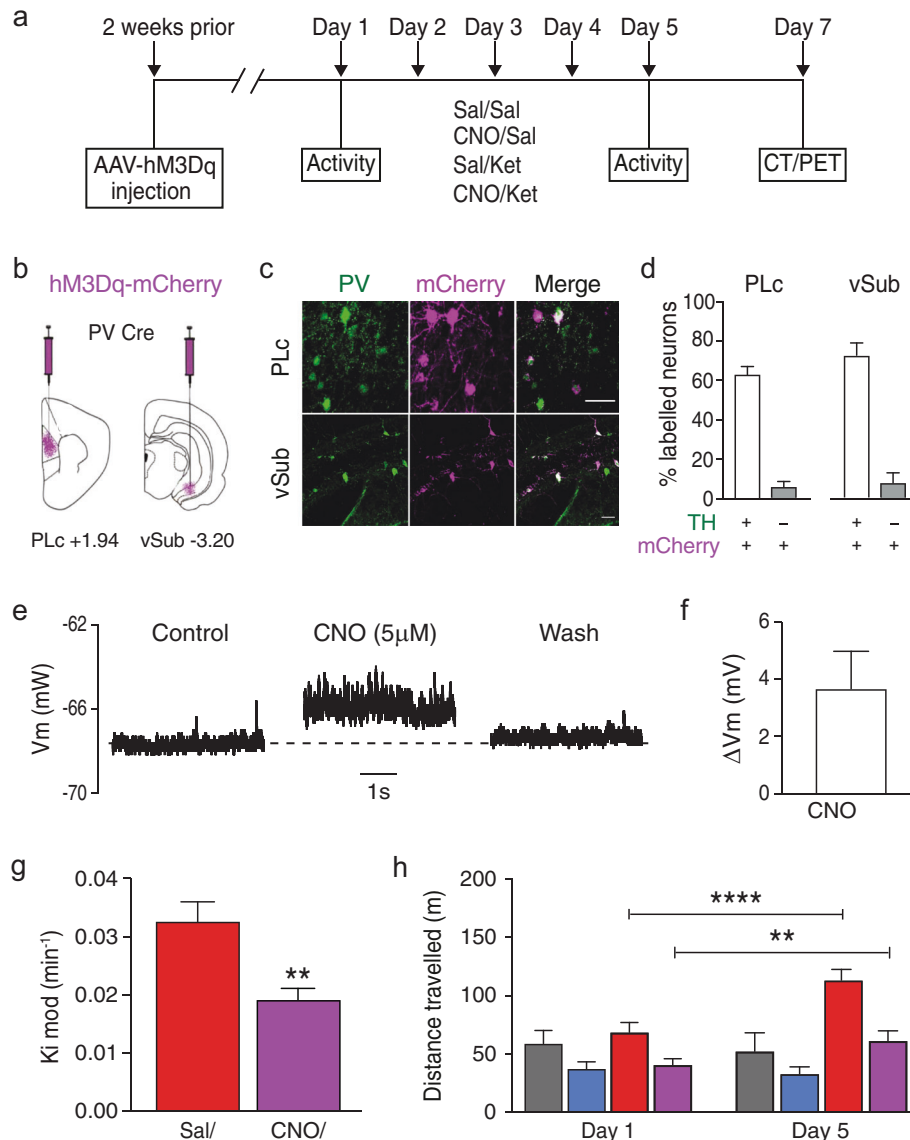 a
2 weeks prior Day 1 Day 2 Day 3 Day 4 Day 5 Day 7
Sal/Sal
CNO/Sal
Sal/Ket
CNO/Ket
AAV-hM3Dq
injection
Activity
Activity
CT/PET
b
hM3Dq-mCherry
PV Cre
PLc +1.94 vSub -3.20
c
PV mCherry Merge
PLc
vSub
d
PLc vSub
% labelled neurons
100
80
60
40
20
0
TH + – + –
mCherry + + + +
e
Vm (mW)
-62
-66
-70
Control CNO (5μM) Wash
1s
f
ΔVm (mV)
6
4
2
0
CNO
g
Ki mod (min⁻¹)
0.04
0.03
0.02
0.01
0.00
**
Sal/ CNO/
h
Distance travelled (m)
200
150
100
50
0
****
**
Day 1 Day 5